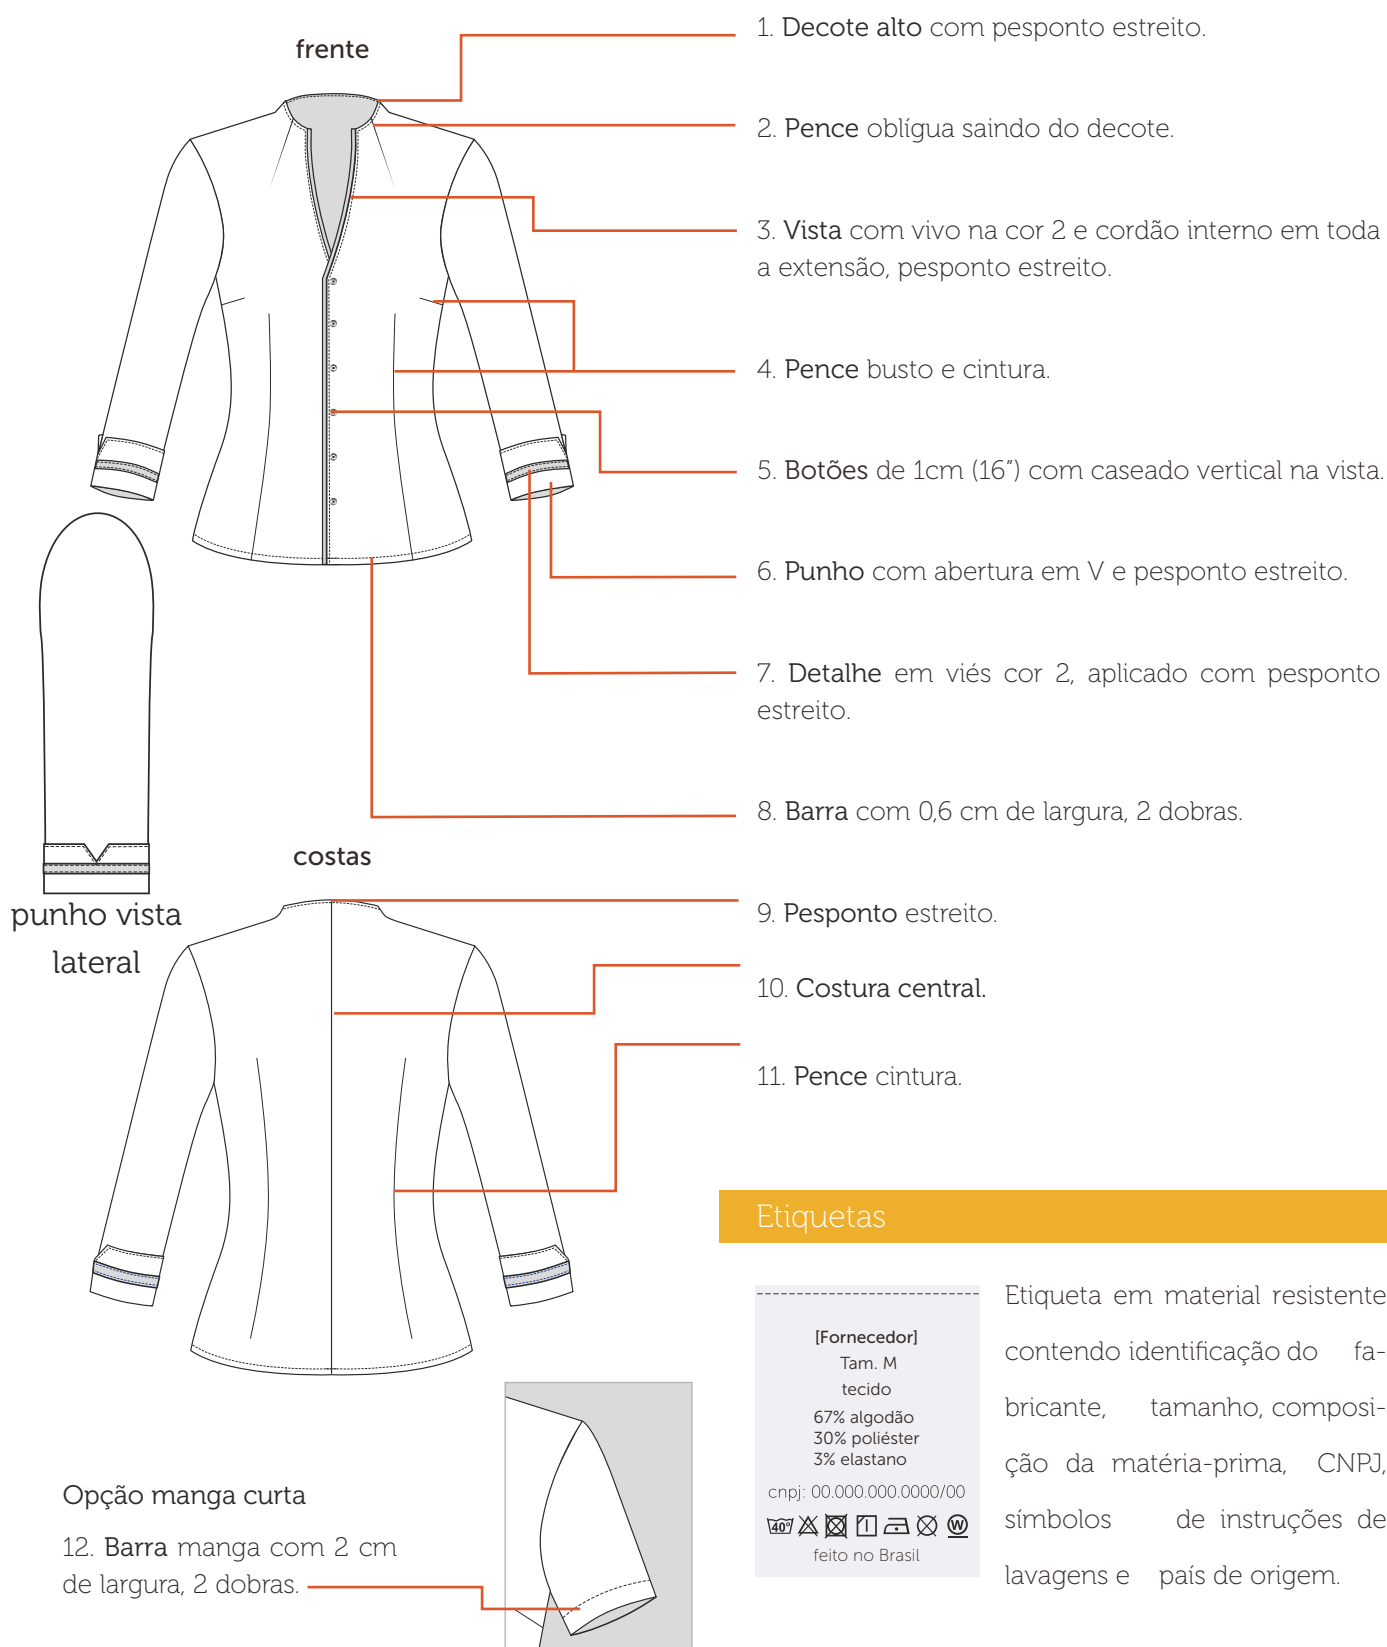 frente
1. Decote alto com pesponto estreito.
2. Pence oblígua saindo do decote.
3. Vista com vivo na cor 2 e cordão interno em toda
a extensão, pesponto estreito.
4. Pence busto e cintura.
5. Botões de 1cm (16”) com caseado vertical na vista.
6. Punho com abertura em V e pesponto estreito.
7. Detalhe em viés cor 2, aplicado com pesponto
estreito.
8. Barra com 0,6 cm de largura, 2 dobras.
punho vista
lateral
costas
9. Pesponto estreito.
10. Costura central.
11. Pence cintura.
Opção manga curta
12. Barra manga com 2 cm
de largura, 2 dobras.
Etiquetas
[Fornecedor]
Tam. M
tecido
67% algodão
30% poliéster
3% elastano
cnpj: 00.000.000.0000/00
40° W
feito no Brasil
Etiqueta em material resistente
contendo identificação do fa-
bricante, tamanho, composi-
ção da matéria-prima, CNPJ,
símbolos de instruções de
lavagens e país de origem.